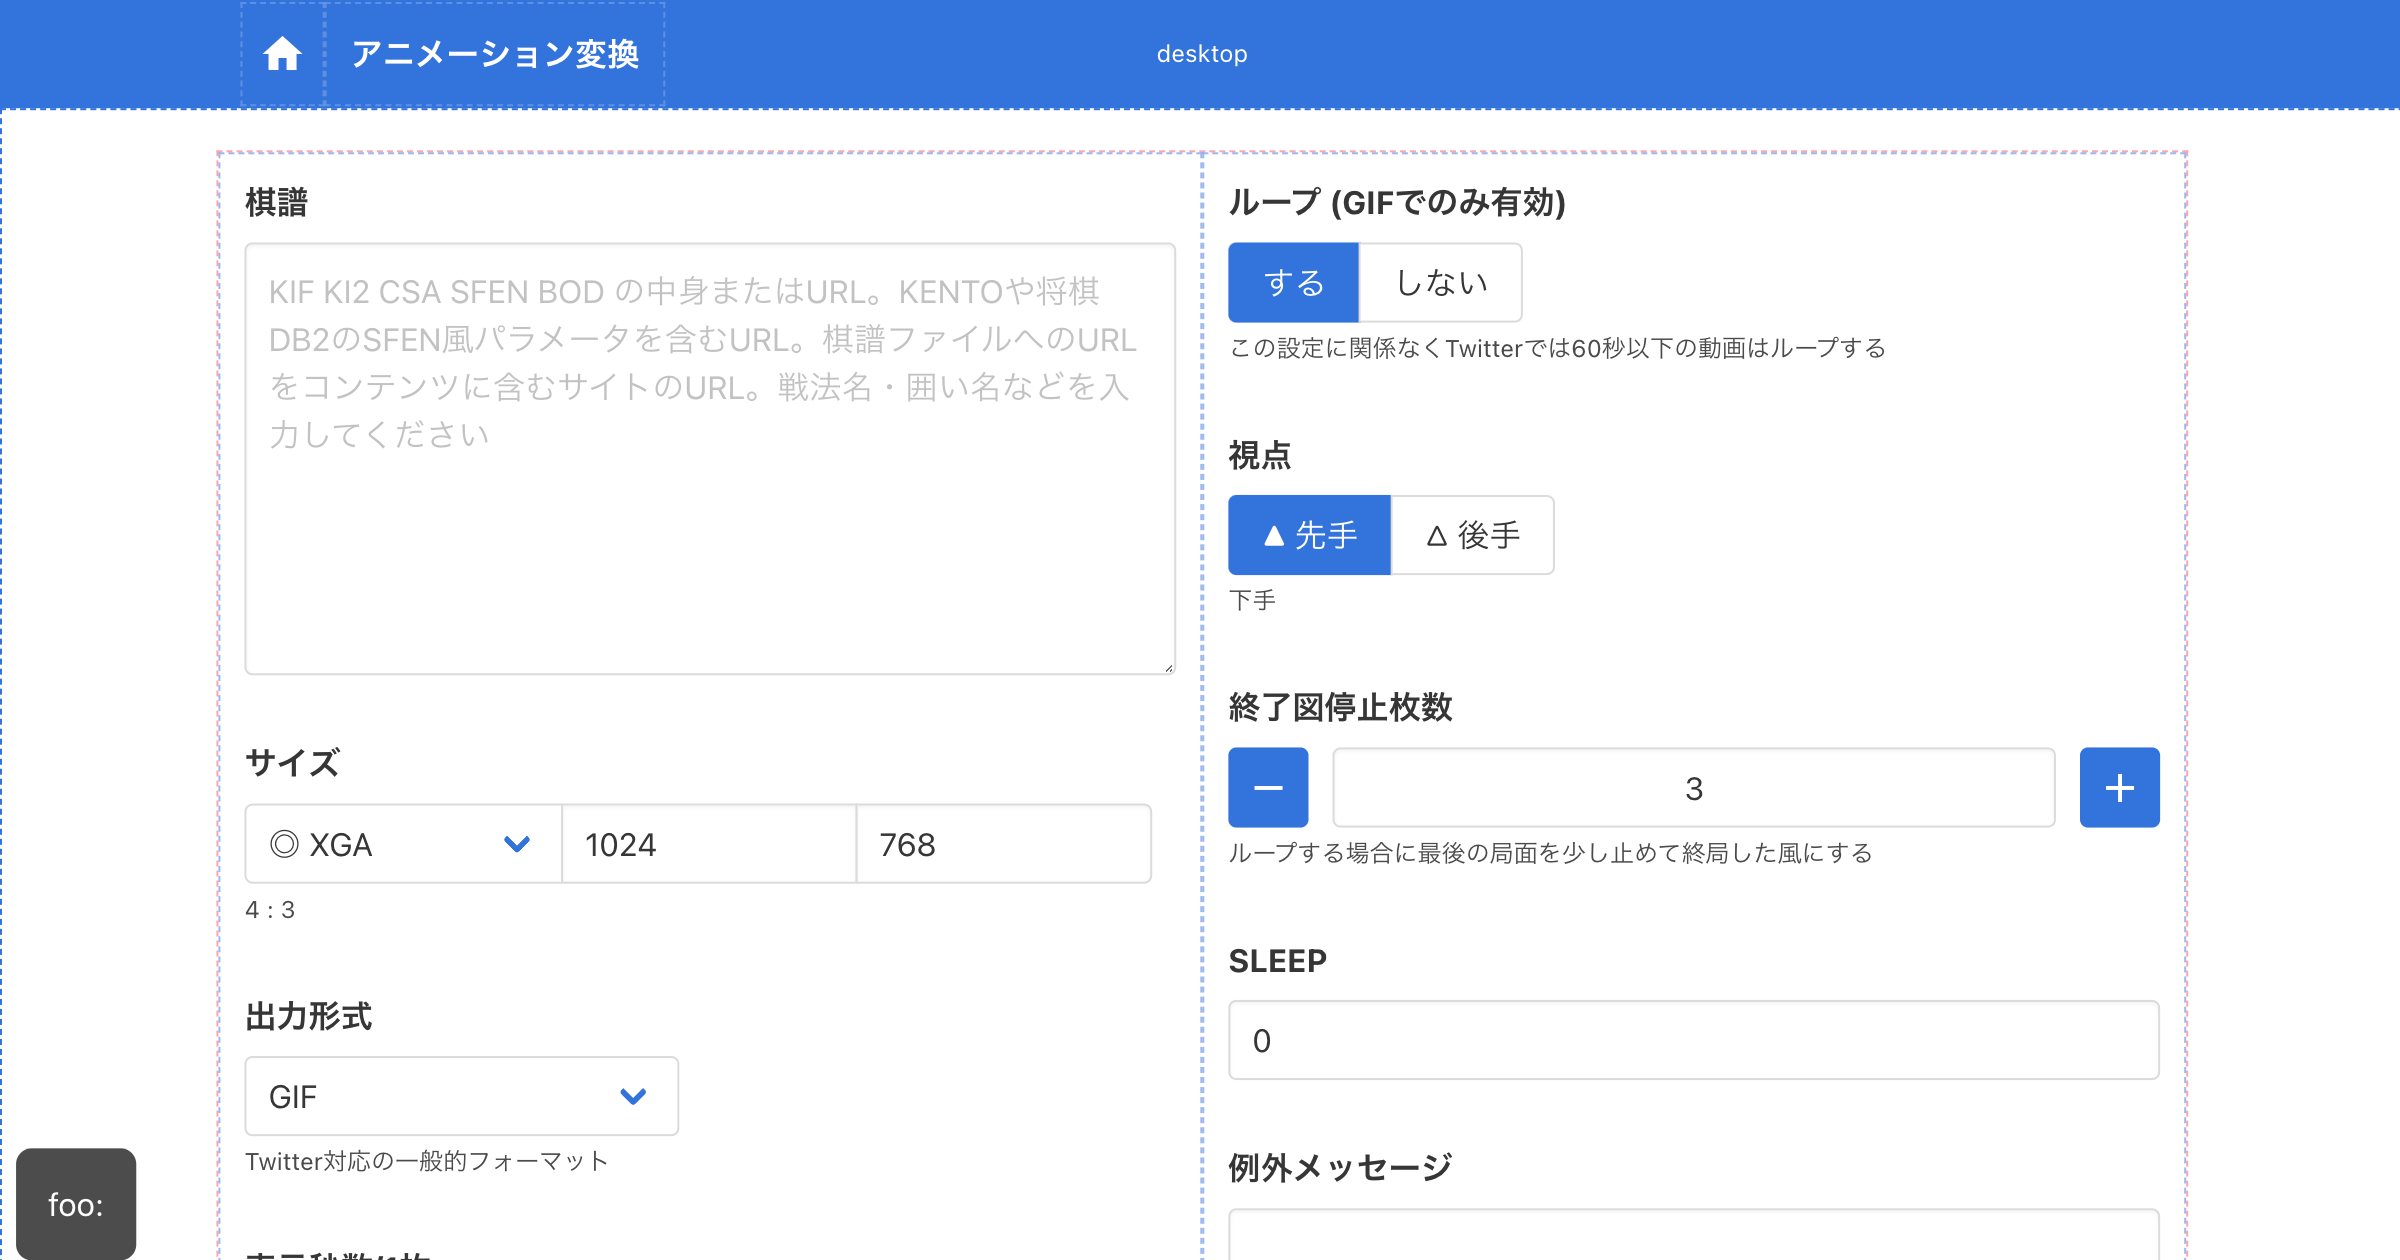 アニメーション変換
desktop
棋譜
KIF KI2 CSA SFEN BOD の中身またはURL。KENTOや将棋
DB2のSFEN風パラメータを含むURL。棋譜ファイルへのURL
をコンテンツに含むサイトのURL。戦法名・囲い名などを入
力してください
サイズ
◎ XGA
1024
768
4 : 3
出力形式
GIF
Twitter対応の一般的フォーマット
ループ (GIFでのみ有効)
する
しない
この設定に関係なくTwitterでは60秒以下の動画はループする
視点
▲ 先手
△ 後手
下手
終了図停止枚数
3
ループする場合に最後の局面を少し止めて終局した風にする
SLEEP
0
例外メッセージ
foo: